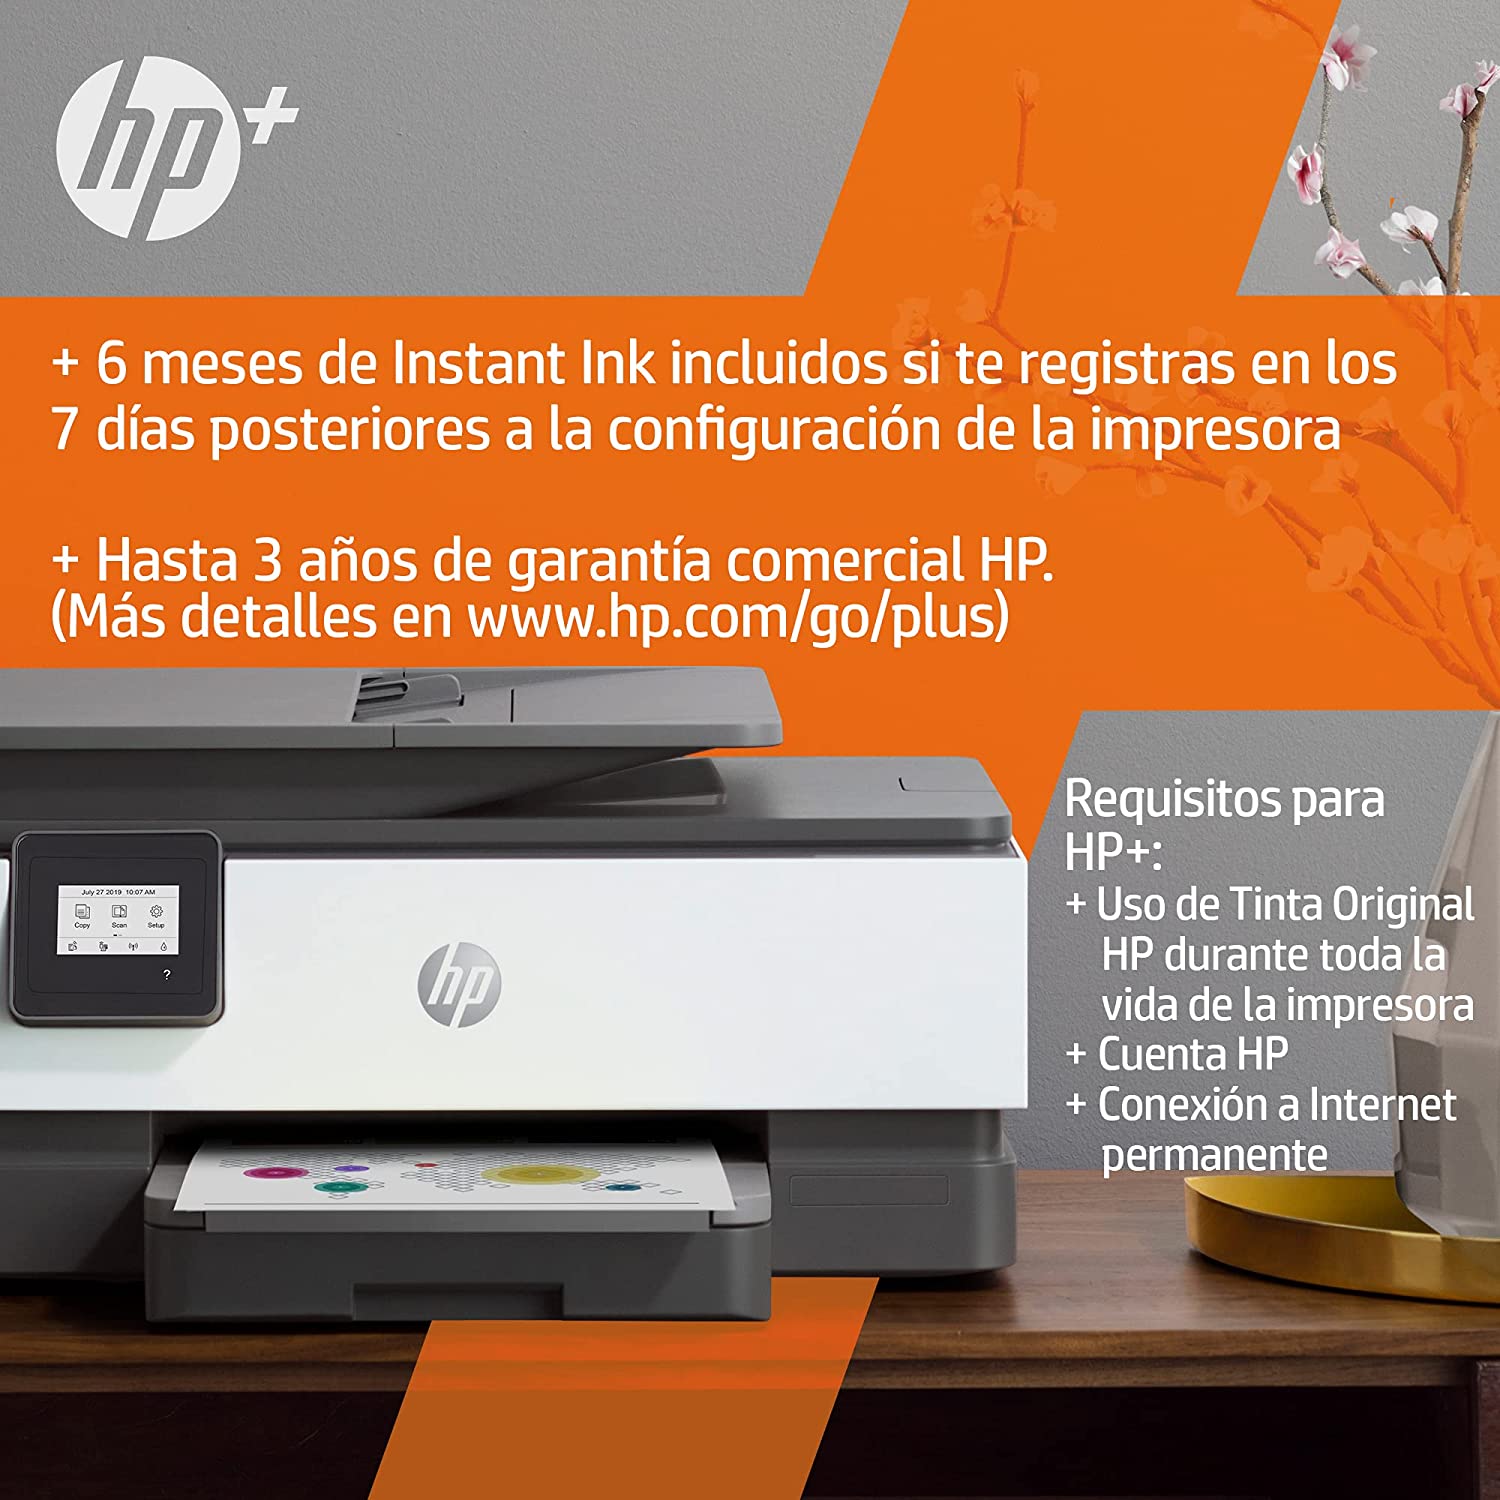 hp+
+ 6 meses de Instant Ink incluidos si te registras en los
7 días posteriores a la configuración de la impresora
+ Hasta 3 años de garantía comercial HP.
(Más detalles en www.hp.com/go/plus)
Requisitos para
HP+:
+ Uso de Tinta Original
HP durante toda la
vida de la impresora
+ Cuenta HP
+ Conexión a Internet
permanente
July 27 2019 10:07 AM
Copy Scan Setup
?
hp